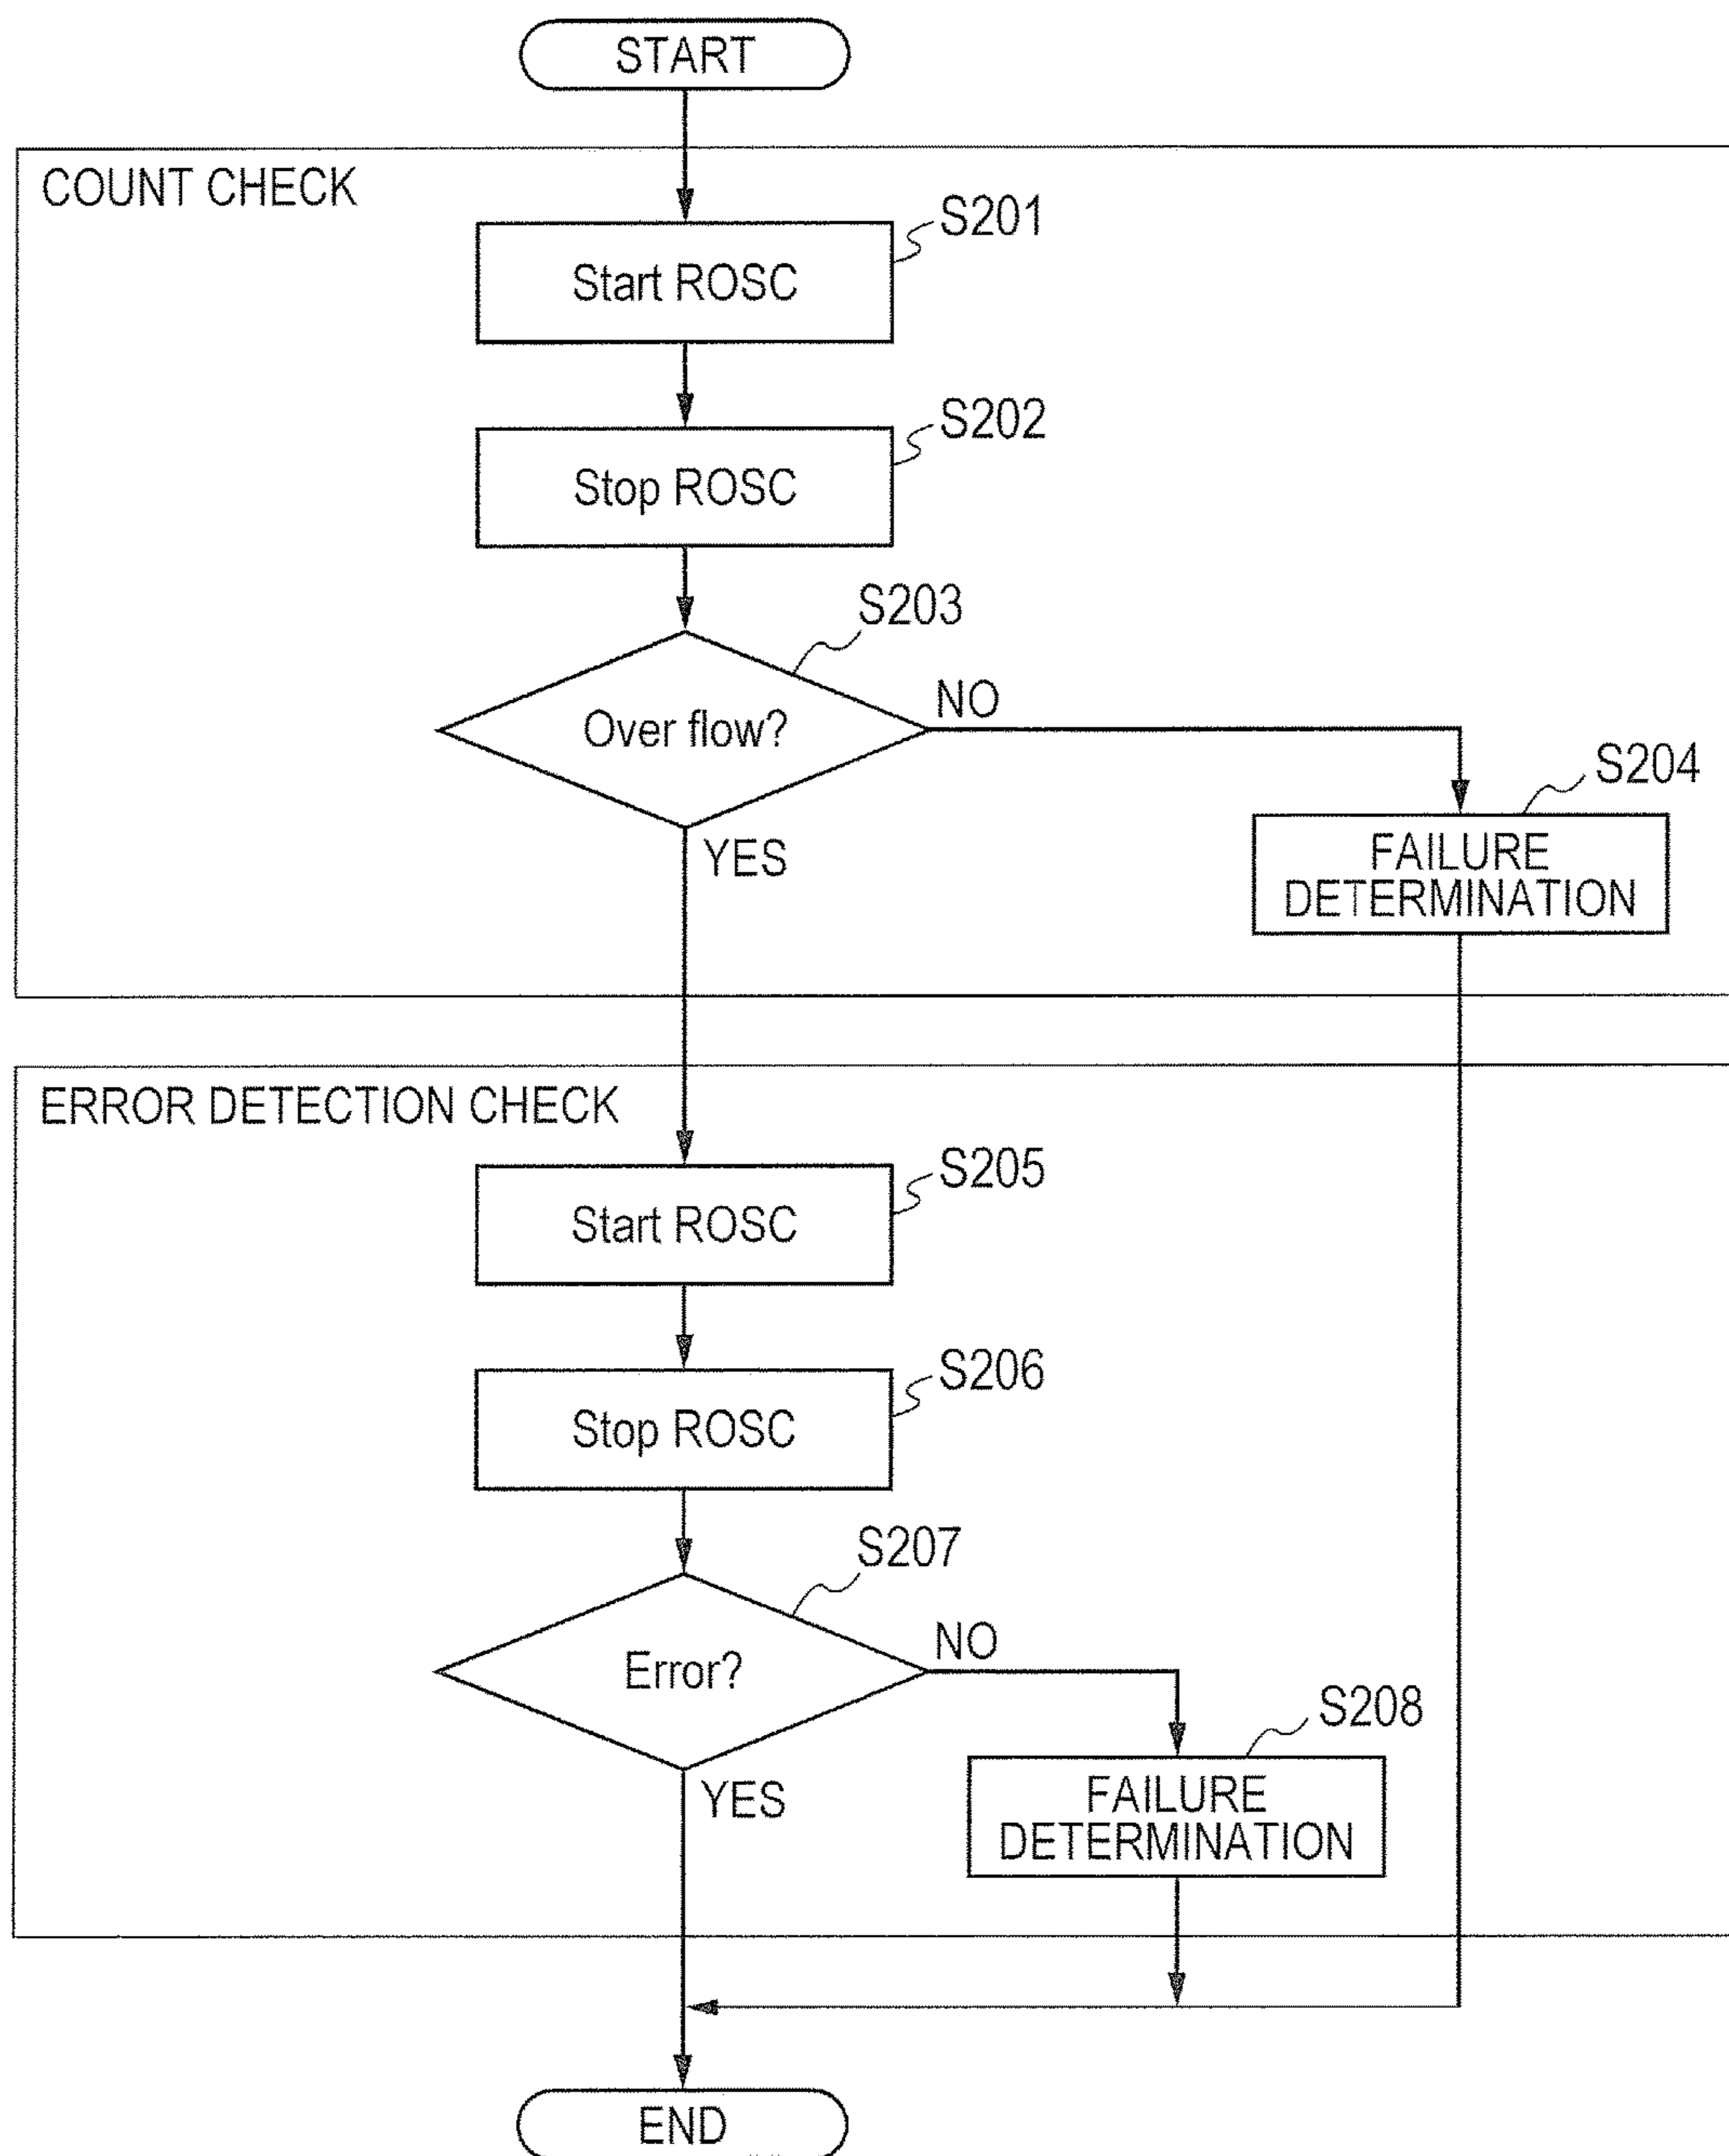 START
COUNT CHECK
S201
Start ROSC
S202
Stop ROSC
S203
Over flow?
NO
S204
YES
FAILURE
DETERMINATION
ERROR DETECTION CHECK
S205
Start ROSC
S206
Stop ROSC
S207
Error?
NO
S208
YES
FAILURE
DETERMINATION
END